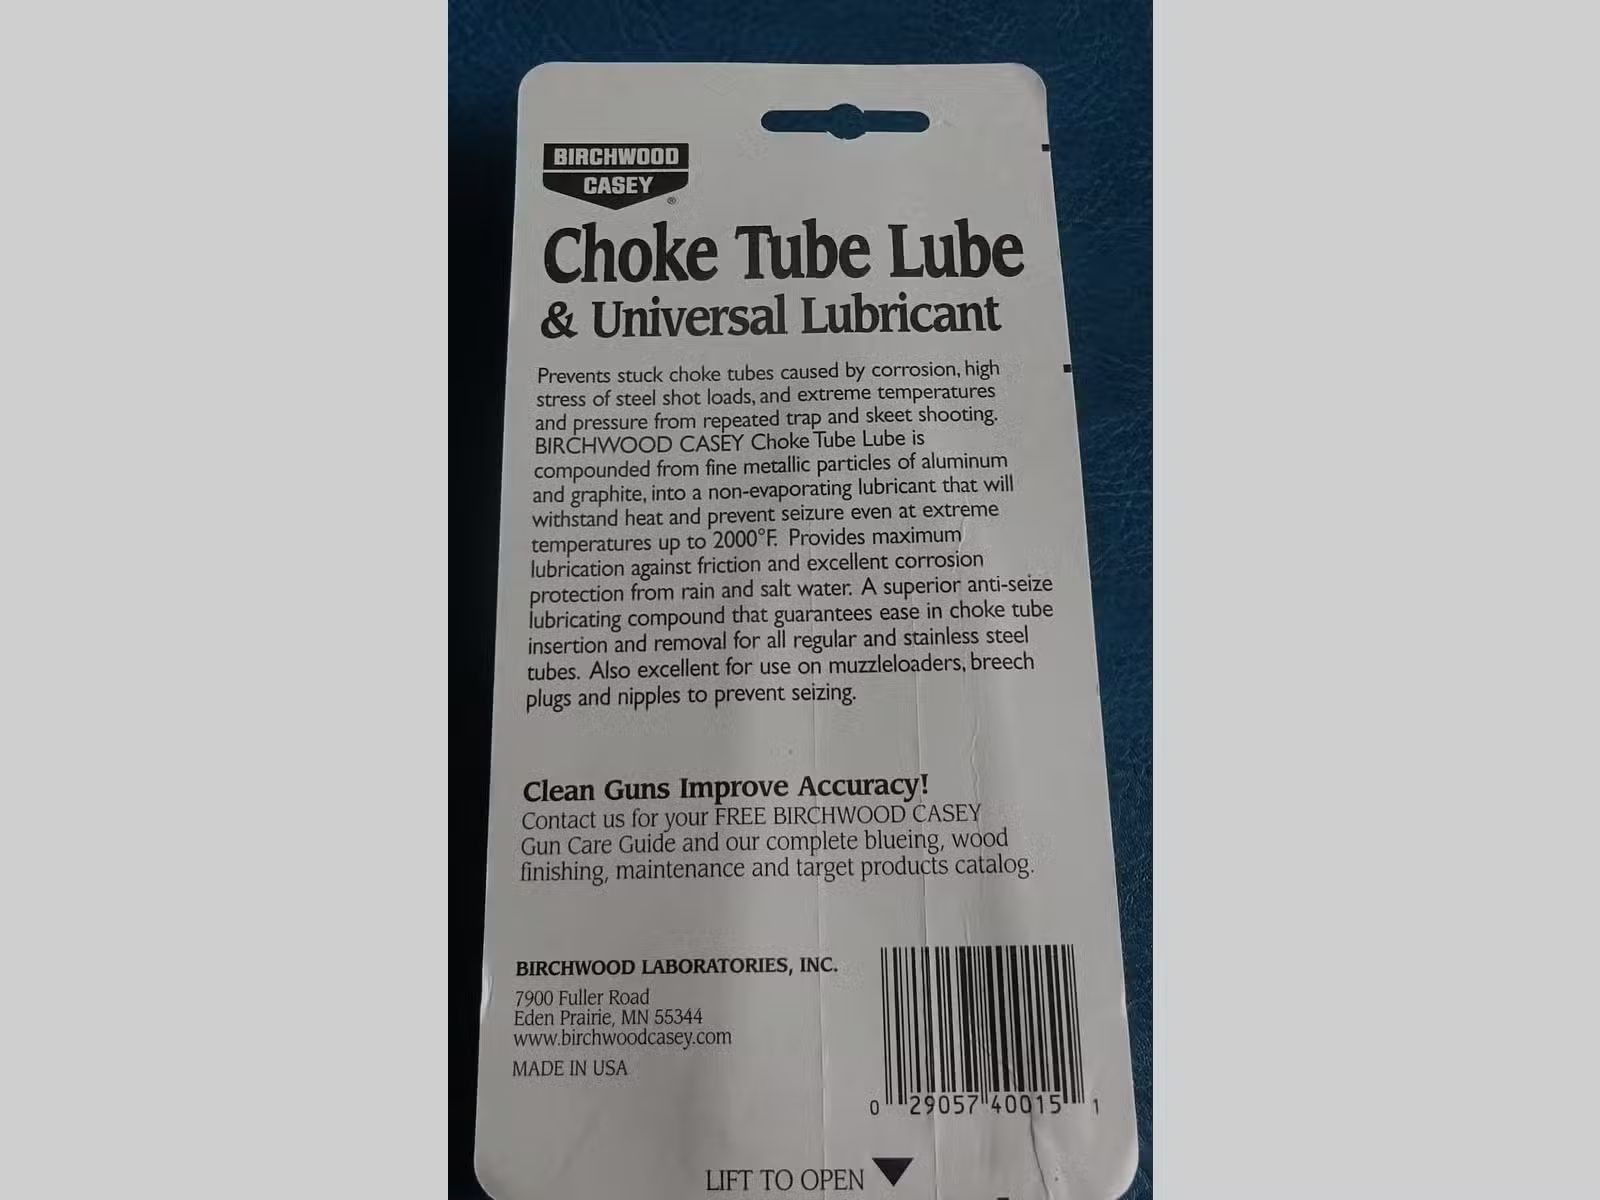 BIRCHWOOD
CASEY
®
Choke Tube Lube
& Universal Lubricant
Prevents stuck choke tubes caused by corrosion, high
stress of steel shot loads, and extreme temperatures
and pressure from repeated trap and skeet shooting.
BIRCHWOOD CASEY Choke Tube Lube is
compounded from fine metallic particles of aluminum
and graphite, into a non-evaporating lubricant that will
withstand heat and prevent seizure even at extreme
temperatures up to 2000°F. Provides maximum
lubrication against friction and excellent corrosion
protection from rain and salt water. A superior anti-seize
lubricating compound that guarantees ease in choke tube
insertion and removal for all regular and stainless steel
tubes. Also excellent for use on muzzleloaders, breech
plugs and nipples to prevent seizing.
Clean Guns Improve Accuracy!
Contact us for your FREE BIRCHWOOD CASEY
Gun Care Guide and our complete blueing, wood
finishing, maintenance and target products catalog.
BIRCHWOOD LABORATORIES, INC.
7900 Fuller Road
Eden Prairie, MN 55344
www.birchwoodcasey.com
MADE IN USA
0 29057 40015 1
LIFT TO OPEN